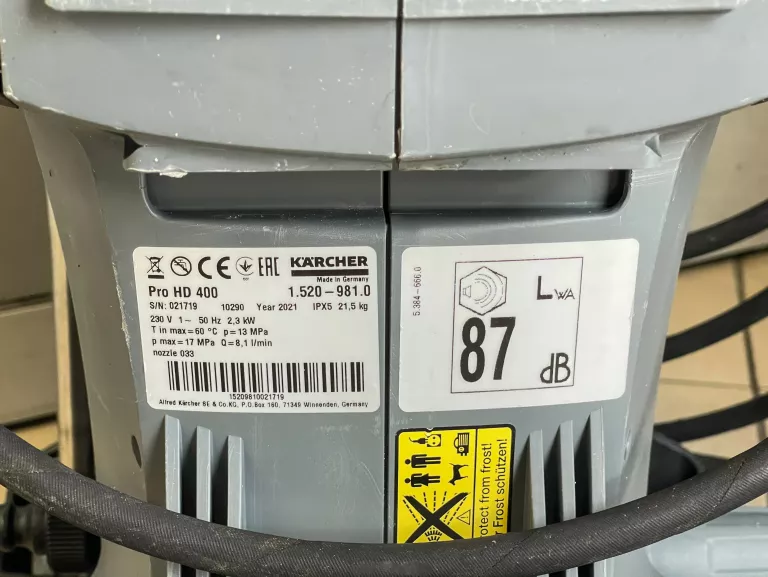 CE EAC KÄRCHER
Made in Germany
Pro HD 400 1.520-981.0
S/N: 021719 10290 Year 2021 IPX5 21,5 kg
230 V 1~ 50 Hz 2,3 kW
T in max=60 °C p=13 MPa
p max=17 MPa Q=8,1 l/min
nozzle 033
15209810021719
Alfred Kärcher SE & Co.KG, P.O.Box 160, 71349 Winnenden, Germany
5.384-666.0
LWA
87
dB
otect from frost!
Frost schützen!